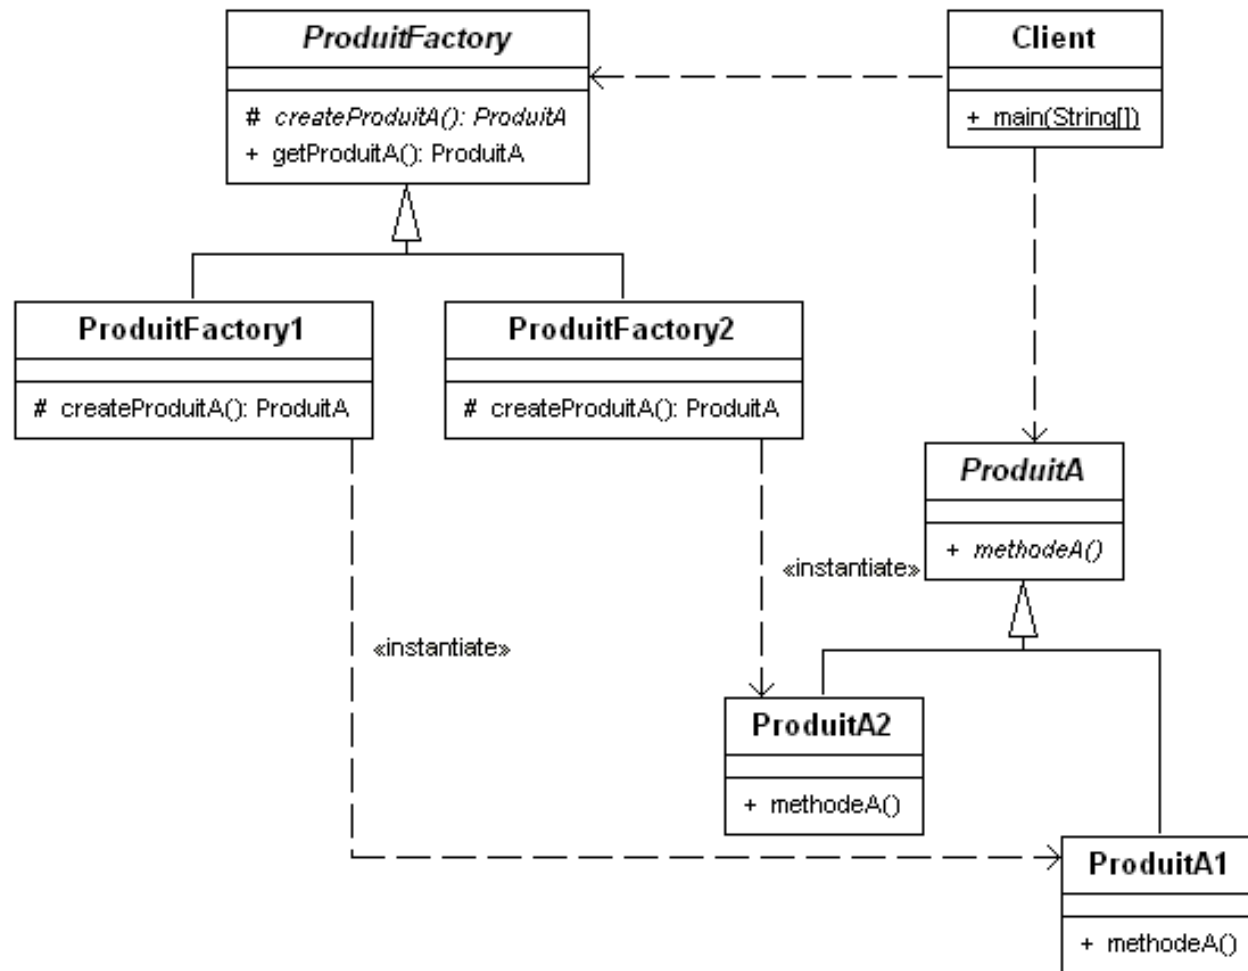 ProduitFactory
# createProduitA(): ProduitA
+ getProduitA(): ProduitA
Client
+ main(String[])
ProduitFactory1
# createProduitA(): ProduitA
ProduitFactory2
# createProduitA(): ProduitA
ProduitA
+ methodeA()
«instantiate»
«instantiate»
ProduitA2
+ methodeA()
ProduitA1
+ methodeA()